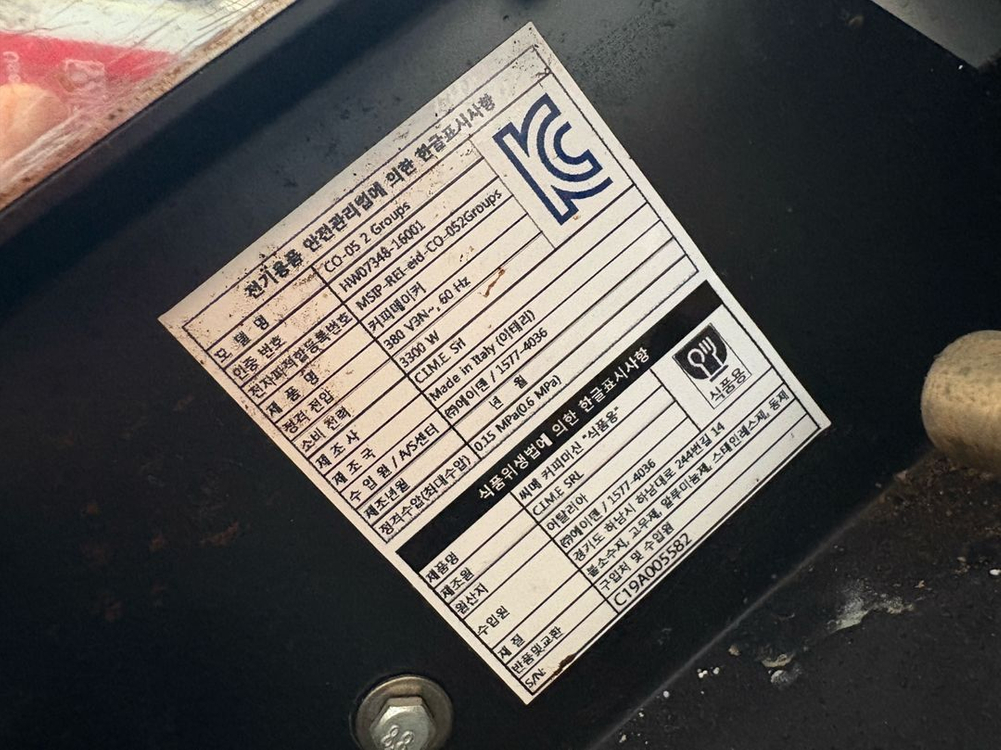 전기용품 안전관리법에 의한 한글표시사항
모 델 명 CO-05 2 Groups
인증 번호 HW07348-16001
전자파적합등록번호 MSIP-REI-eid-CO-052Groups
제 품 명 커피메이커
정격 전압 380 V3N~, 60 Hz
소비 전력 3300 W
제 조 사 C.I.M.E. Srl
제 조 국 Made in Italy (이태리)
수 입 원 / A/S센터 ㈜에이덴 / 1577-4036
제조년월 년 월
정격수압(최대수압) 0.15 MPa(0.6 MPa)
식품위생법에 의한 한글표시사항
식품용
제품명 씨메 커피머신 "식품용"
제조원 C.I.M.E SRL
원산지 이탈리아
수입원 ㈜에이덴 / 1577-4036
경기도 하남시 하남대로 244번길 14
재 질 불소수지, 고무제, 알루미늄제, 스테인레스제, 동제
반품및교환 구입처 및 수입원
S/N: C19A005582